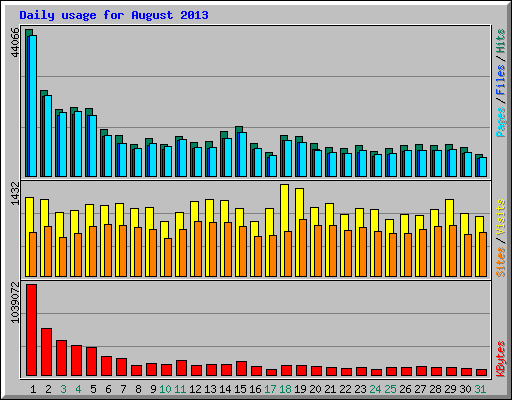 Daily usage for August 2013
44066
Pages / Files / Hits
1432
Sites / Visits
1039072
KBytes
1 2 3 4 5 6 7 8 9 10 11 12 13 14 15 16 17 18 19 20 21 22 23 24 25 26 27 28 29 30 31